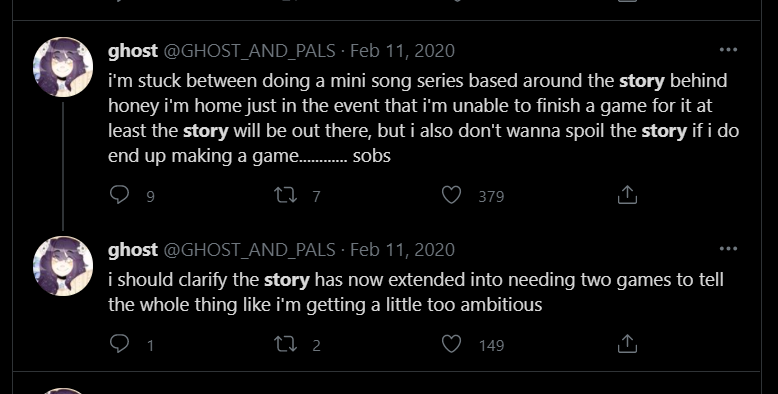 ghost @GHOST_AND_PALS · Feb 11, 2020
i'm stuck between doing a mini song series based around the story behind
honey i'm home just in the event that i'm unable to finish a game for it at
least the story will be out there, but i also don't wanna spoil the story if i do
end up making a game............ sobs
9 7 379
ghost @GHOST_AND_PALS · Feb 11, 2020
i should clarify the story has now extended into needing two games to tell
the whole thing like i'm getting a little too ambitious
1 2 149